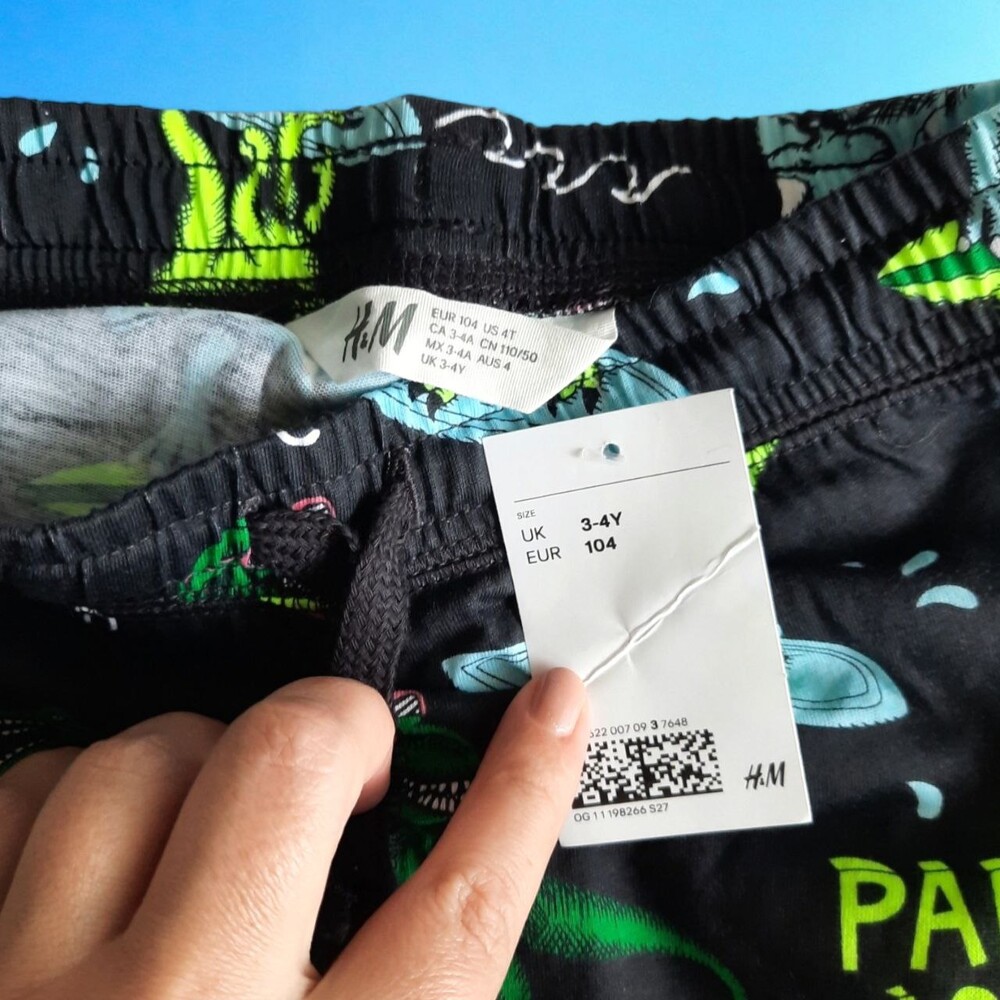 H&M
EUR 104 US 4T
CA 3-4A CN 110/50
MX 3-4A AUS 4
UK 3-4Y
SIZE
UK 3-4Y
EUR 104
522 007 09 3 7648
H&M
OG 11198266 S27
PA